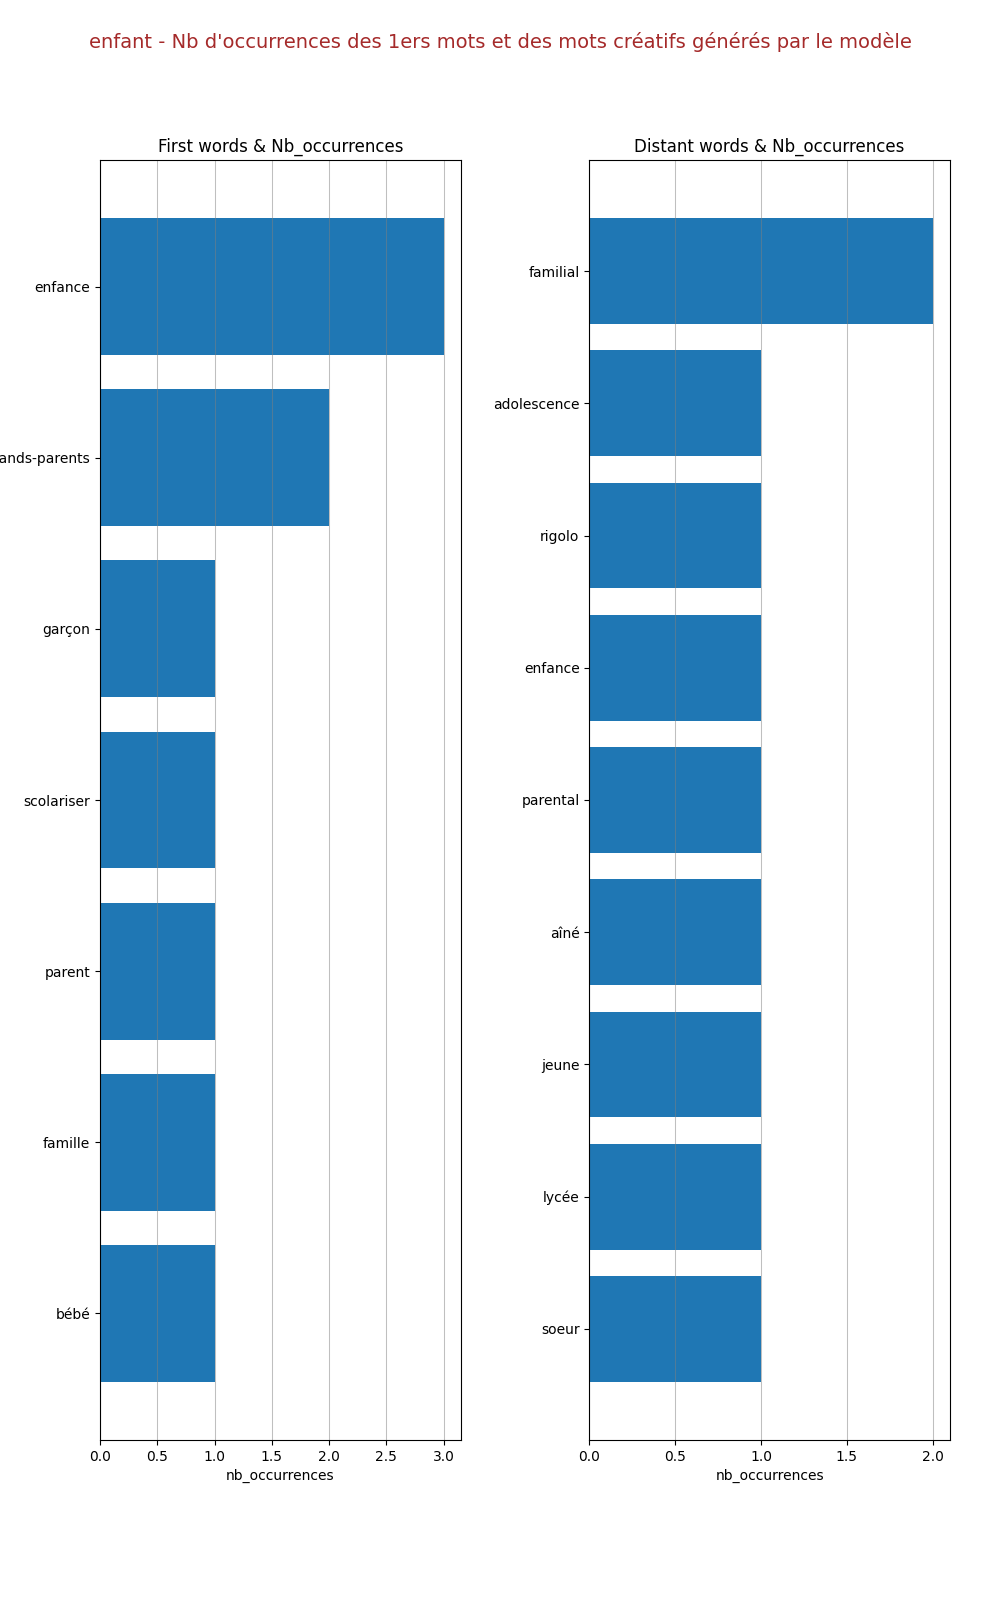 enfant - Nb d'occurrences des 1ers mots et des mots créatifs générés par le modèle
First words & Nb_occurrences
enfance
ands-parents
garçon
scolariser
parent
famille
bébé
0.0 0.5 1.0 1.5 2.0 2.5 3.0
nb_occurrences
Distant words & Nb_occurrences
familial
adolescence
rigolo
enfance
parental
aîné
jeune
lycée
soeur
0.0 0.5 1.0 1.5 2.0
nb_occurrences